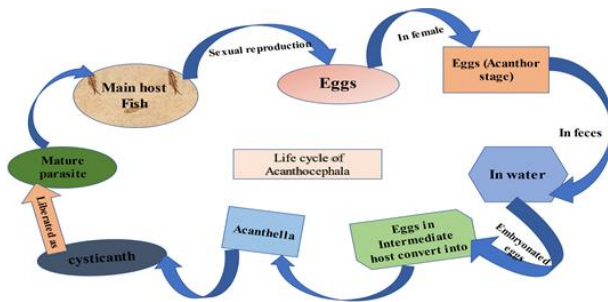 Main host
Fish
Sexual reproduction
Eggs
In female
Eggs (Acanthor
stage)
In feces
In water
Embryonated
eggs
Eggs in
Intermediate
host convert into
Acanthella
cysticanth
Liberated as
Mature
parasite
Life cycle of
Acanthocephala